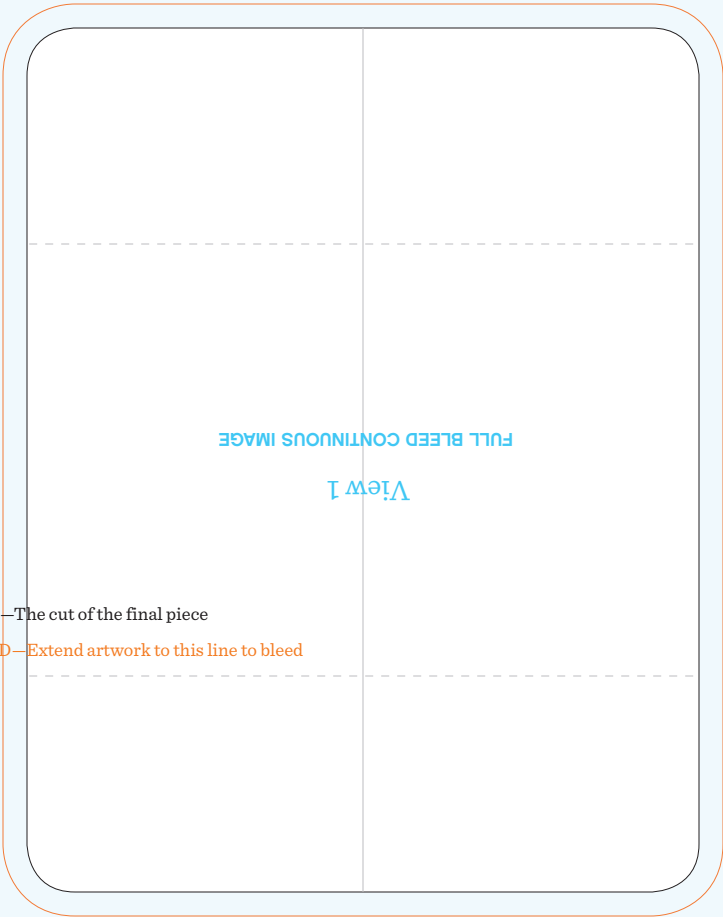 FULL BLEED CONTINUOUS IMAGE
View 1
—The cut of the final piece
D—Extend artwork to this line to bleed